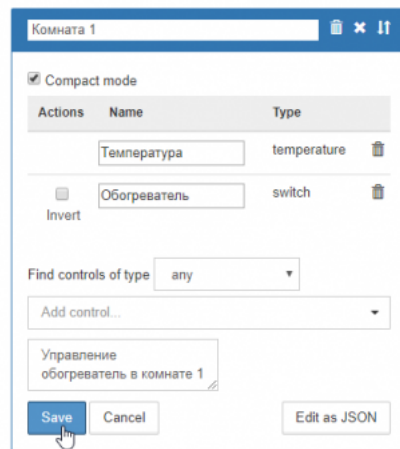 Комната 1
Compact mode
Actions Name Type
Температура temperature
Обогреватель switch
Invert
Find controls of type any
Add control...
Управление
обогреватель в комнате 1
Save Cancel Edit as JSON